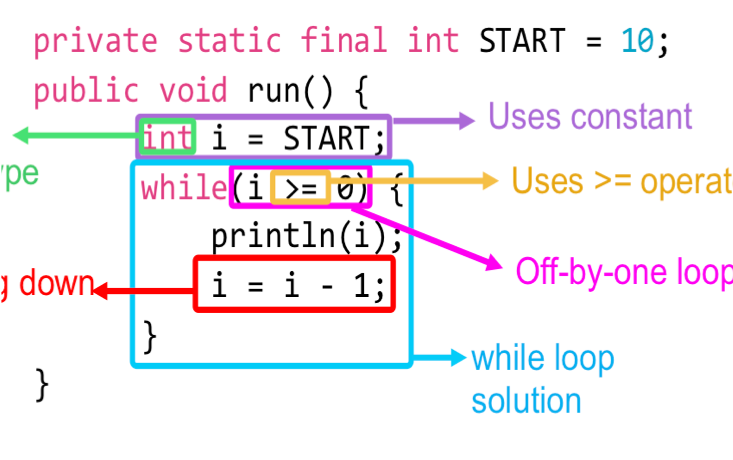 private static final int START = 10;
public void run() {
int i = START;
Uses constant
while(i >= 0) {
Uses >= operat
println(i);
Off-by-one loop
down
i = i - 1;
}
while loop
solution
}